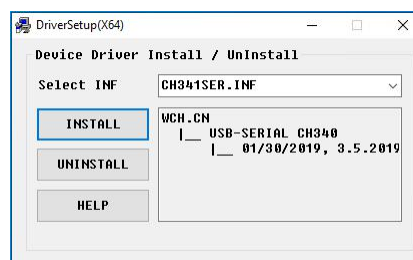 DriverSetup(X64)
Device Driver Install / UnInstall
Select INF
CH341SER.INF
INSTALL
UNINSTALL
HELP
WCH.CN
|__ USB-SERIAL CH340
|__ 01/30/2019, 3.5.2019